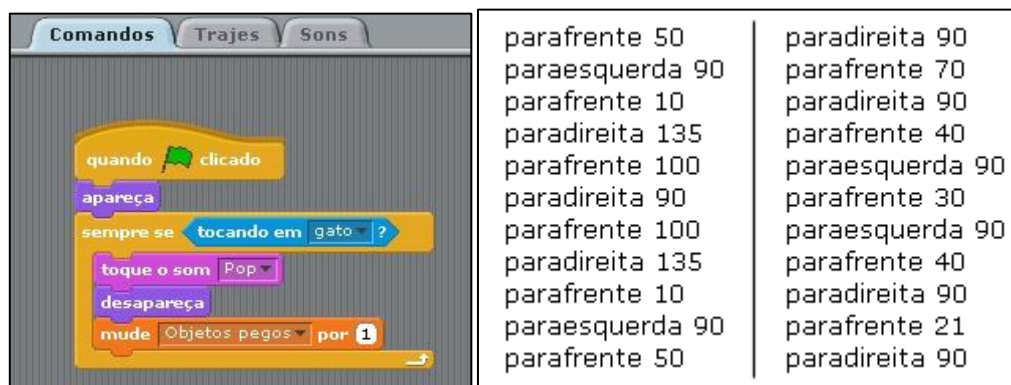 Comandos Trajes Sons
quando clicado
apareça
sempre se tocando em gato ?
toque o som Pop
desapareça
mude Objetos pegos por 1
parafrente 50
paraesquerda 90
parafrente 10
paradireita 135
parafrente 100
paradireita 90
parafrente 100
paradireita 135
parafrente 10
paraesquerda 90
parafrente 50
paradireita 90
parafrente 70
paradireita 90
parafrente 40
paraesquerda 90
parafrente 30
paraesquerda 90
parafrente 40
paradireita 90
parafrente 21
paradireita 90